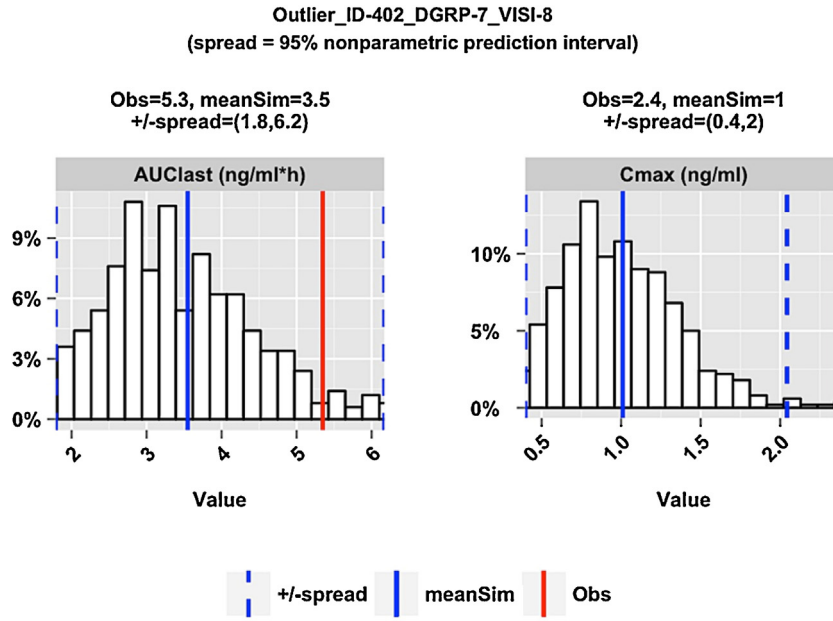 Outlier_ID-402_DGRP-7_VISI-8
(spread = 95% nonparametric prediction interval)
Obs=5.3, meanSim=3.5
+/-spread=(1.8,6.2)
AUClast (ng/ml*h)
9%
6%
3%
0%
2 3 4 5 6
Value
Obs=2.4, meanSim=1
+/-spread=(0.4,2)
Cmax (ng/ml)
10%
5%
0%
0.5 1.0 1.5 2.0
Value
+/-spread meanSim Obs